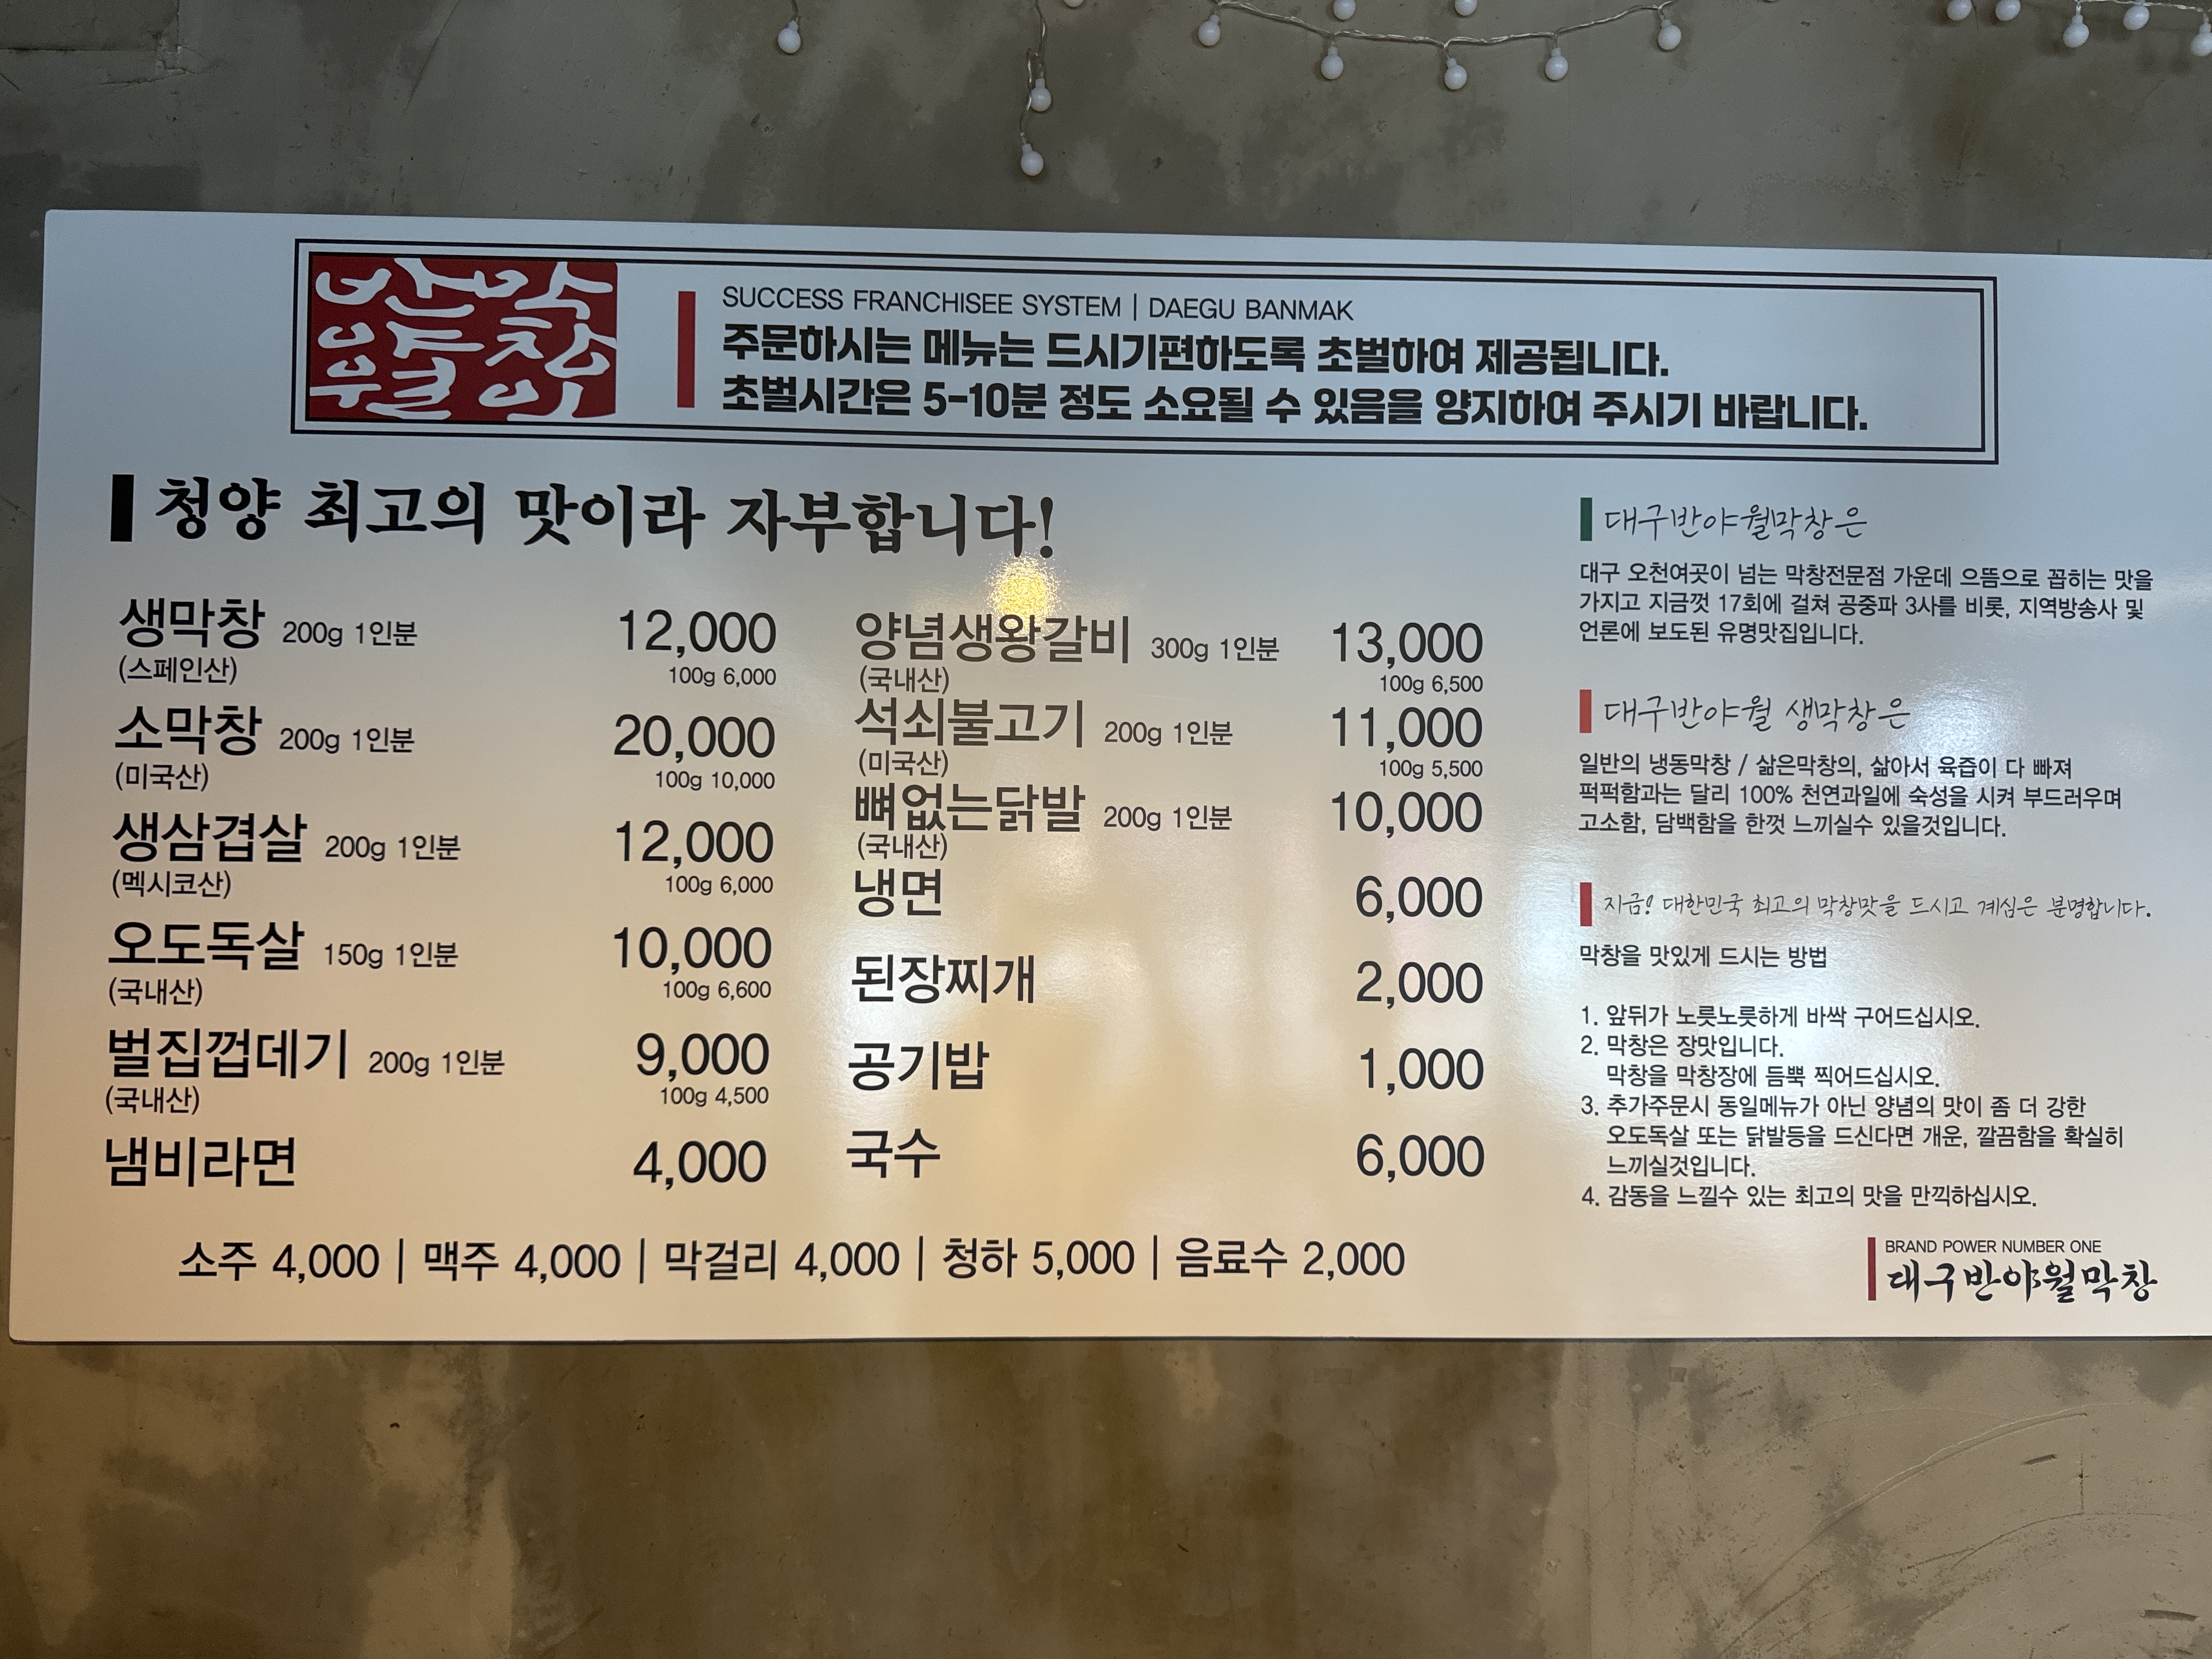 반막
야창
월이
SUCCESS FRANCHISEE SYSTEM | DAEGU BANMAK
주문하시는 메뉴는 드시기편하도록 초벌하여 제공됩니다.
초벌시간은 5-10분 정도 소요될 수 있음을 양지하여 주시기 바랍니다.
청양 최고의 맛이라 자부합니다!
생막창 200g 1인분 12,000
(스페인산) 100g 6,000
소막창 200g 1인분 20,000
(미국산) 100g 10,000
생삼겹살 200g 1인분 12,000
(멕시코산) 100g 6,000
오도독살 150g 1인분 10,000
(국내산) 100g 6,600
벌집껍데기 200g 1인분 9,000
(국내산) 100g 4,500
냄비라면 4,000
양념생왕갈비 300g 1인분 13,000
(국내산) 100g 6,500
석쇠불고기 200g 1인분 11,000
(미국산) 100g 5,500
뼈없는닭발 200g 1인분 10,000
(국내산)
냉면 6,000
된장찌개 2,000
공기밥 1,000
국수 6,000
소주 4,000 | 맥주 4,000 | 막걸리 4,000 | 청하 5,000 | 음료수 2,000
대구반야월막창은
대구 오천여곳이 넘는 막창전문점 가운데 으뜸으로 꼽히는 맛을
가지고 지금껏 17회에 걸쳐 공중파 3사를 비롯, 지역방송사 및
언론에 보도된 유명맛집입니다.
대구반야월 생막창은
일반의 냉동막창 / 삶은막창의, 삶아서 육즙이 다 빠져
퍽퍽함과는 달리 100% 천연과일에 숙성을 시켜 부드러우며
고소함, 담백함을 한껏 느끼실수 있을것입니다.
지금! 대한민국 최고의 막창맛을 드시고 계심은 분명합니다.
막창을 맛있게 드시는 방법
1. 앞뒤가 노릇노릇하게 바싹 구어드십시오.
2. 막창은 장맛입니다.
막창을 막창장에 듬뿍 찍어드십시오.
3. 추가주문시 동일메뉴가 아닌 양념의 맛이 좀 더 강한
오도독살 또는 닭발등을 드신다면 개운, 깔끔함을 확실히
느끼실것입니다.
4. 감동을 느낄수 있는 최고의 맛을 만끽하십시오.
BRAND POWER NUMBER ONE
대구반야월막창